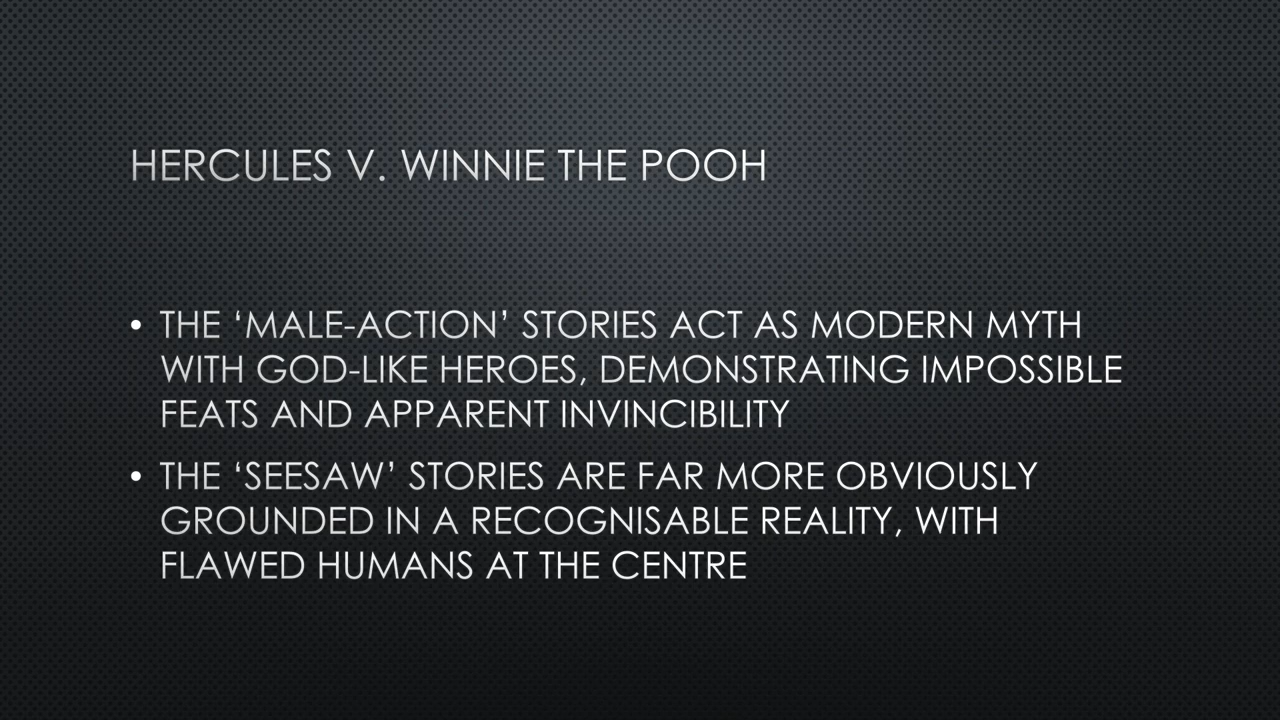 HERCULES V. WINNIE THE POOH
• THE ‘MALE-ACTION’ STORIES ACT AS MODERN MYTH
WITH GOD-LIKE HEROES, DEMONSTRATING IMPOSSIBLE
FEATS AND APPARENT INVINCIBILITY
• THE ‘SEESAW’ STORIES ARE FAR MORE OBVIOUSLY
GROUNDED IN A RECOGNISABLE REALITY, WITH
FLAWED HUMANS AT THE CENTRE